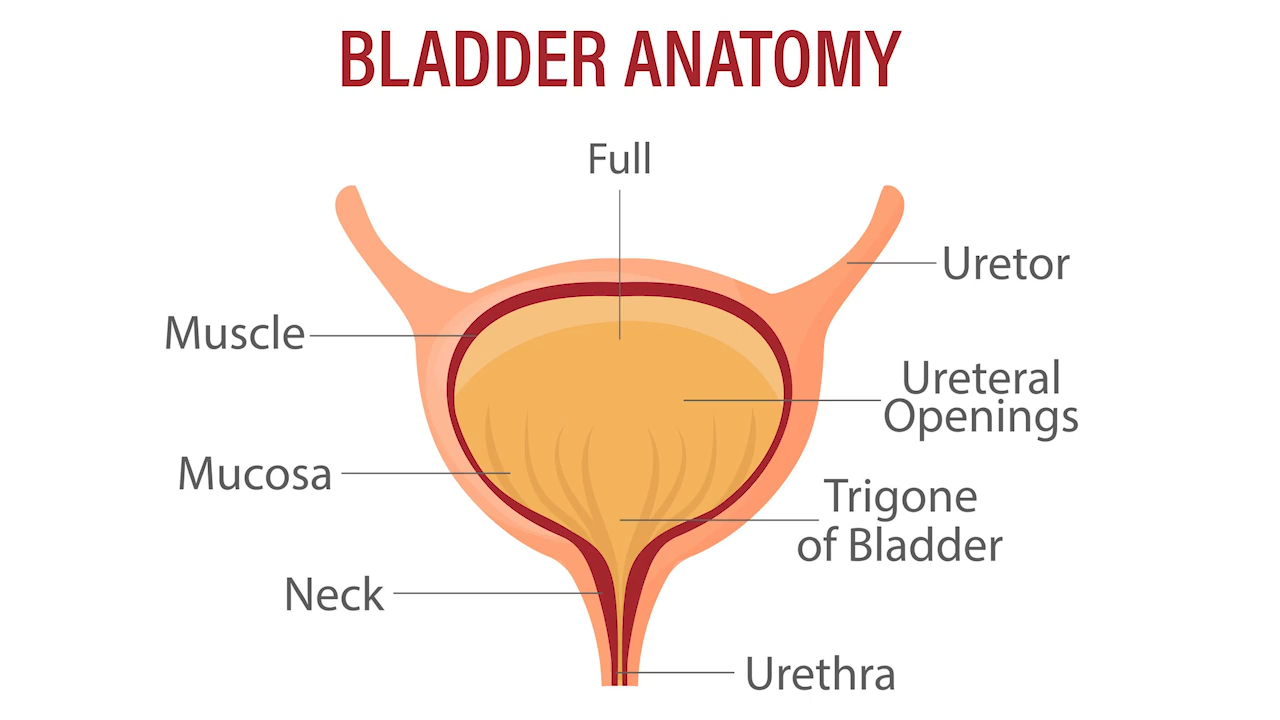 BLADDER ANATOMY
Full
Uretor
Muscle
Ureteral
Openings
Mucosa
Trigone
of Bladder
Neck
Urethra